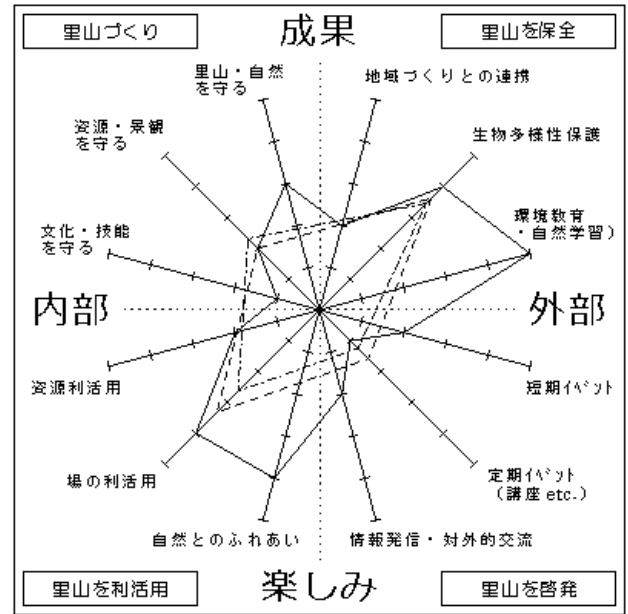 里山づくり
成果
里山を保全
里山・自然
を守る
地域づくりとの連携
資源・景観
を守る
生物多様性保護
文化・技能
を守る
環境教育
・自然学習）
内部
外部
資源利活用
短期ｲﾍﾞﾝﾄ
場の利活用
定期ｲﾍﾞﾝﾄ
（講座 etc.）
自然とのふれあい
情報発信・対外的交流
里山を利活用
楽しみ
里山を啓発